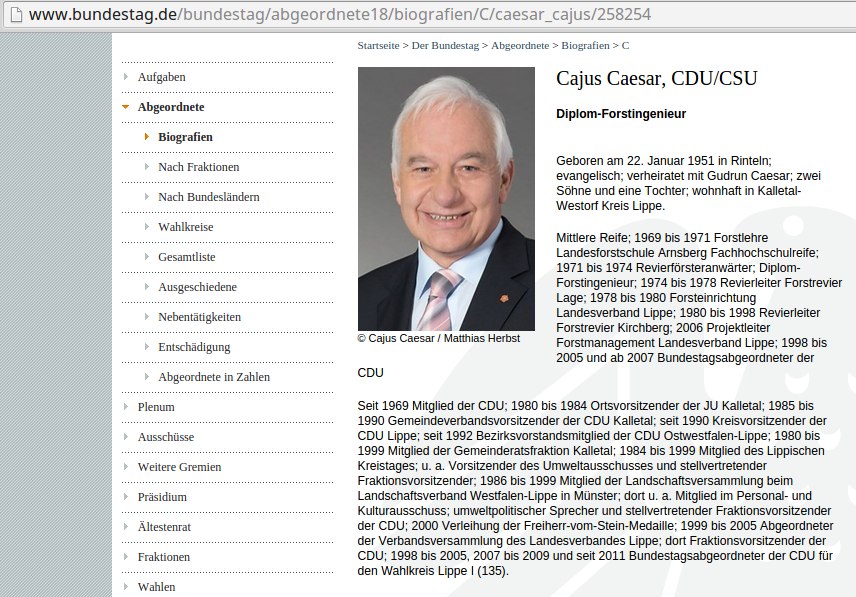 www.bundestag.de/bundestag/abgeordnete18/biografien/C/caesar_cajus/258254
Startseite > Der Bundestag > Abgeordnete > Biografien > C
Aufgaben
Abgeordnete
Biografien
Nach Fraktionen
Nach Bundesländern
Wahlkreise
Gesamtliste
Ausgeschiedene
Nebentätigkeiten
Entschädigung
Abgeordnete in Zahlen
Plenum
Ausschüsse
Weitere Gremien
Präsidium
Ältestenrat
Fraktionen
Wahlen
Cajus Caesar, CDU/CSU
Diplom-Forstingenieur
Geboren am 22. Januar 1951 in Rinteln;
evangelisch; verheiratet mit Gudrun Caesar; zwei
Söhne und eine Tochter; wohnhaft in Kalletal-
Westorf Kreis Lippe.
Mittlere Reife; 1969 bis 1971 Forstlehre
Landesforstschule Arnsberg Fachhochschulreife;
1971 bis 1974 Revierförsteranwärter; Diplom-
Forstingenieur; 1974 bis 1978 Revierleiter Forstrevier
Lage; 1978 bis 1980 Forsteinrichtung
Landesverband Lippe; 1980 bis 1998 Revierleiter
Forstrevier Kirchberg; 2006 Projektleiter
Forstmanagement Landesverband Lippe; 1998 bis
2005 und ab 2007 Bundestagsabgeordneter der
CDU
© Cajus Caesar / Matthias Herbst
Seit 1969 Mitglied der CDU; 1980 bis 1984 Ortsvorsitzender der JU Kalletal; 1985 bis
1990 Gemeindeverbandsvorsitzender der CDU Kalletal; seit 1990 Kreisvorsitzender der
CDU Lippe; seit 1992 Bezirksvorstandsmitglied der CDU Ostwestfalen-Lippe; 1980 bis
1999 Mitglied der Gemeinderatsfraktion Kalletal; 1984 bis 1999 Mitglied des Lippischen
Kreistages; u. a. Vorsitzender des Umweltausschusses und stellvertretender
Fraktionsvorsitzender; 1986 bis 1999 Mitglied der Landschaftsversammlung beim
Landschaftsverband Westfalen-Lippe in Münster; dort u. a. Mitglied im Personal- und
Kulturausschuss; umweltpolitischer Sprecher und stellvertretender Fraktionsvorsitzender
der CDU; 2000 Verleihung der Freiherr-vom-Stein-Medaille; 1999 bis 2005 Abgeordneter
der Verbandsversammlung des Landesverbandes Lippe; dort Fraktionsvorsitzender der
CDU; 1998 bis 2005, 2007 bis 2009 und seit 2011 Bundestagsabgeordneter der CDU für
den Wahlkreis Lippe I (135).